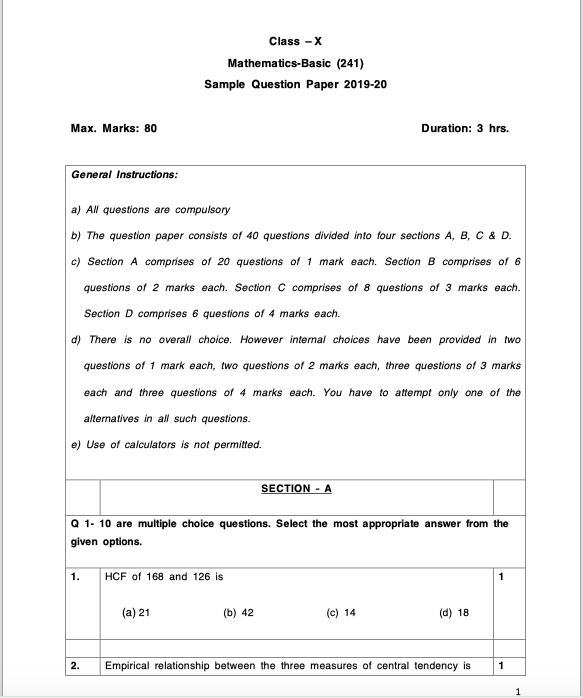 Class – X
Mathematics-Basic (241)
Sample Question Paper 2019-20
Max. Marks: 80 Duration: 3 hrs.
General Instructions:
a) All questions are compulsory
b) The question paper consists of 40 questions divided into four sections A, B, C & D.
c) Section A comprises of 20 questions of 1 mark each. Section B comprises of 6
questions of 2 marks each. Section C comprises of 8 questions of 3 marks each.
Section D comprises 6 questions of 4 marks each.
d) There is no overall choice. However internal choices have been provided in two
questions of 1 mark each, two questions of 2 marks each, three questions of 3 marks
each and three questions of 4 marks each. You have to attempt only one of the
alternatives in all such questions.
e) Use of calculators is not permitted.
SECTION – A
Q 1- 10 are multiple choice questions. Select the most appropriate answer from the
given options.
1. HCF of 168 and 126 is 1
(a) 21 (b) 42 (c) 14 (d) 18
2. Empirical relationship between the three measures of central tendency is 1
1